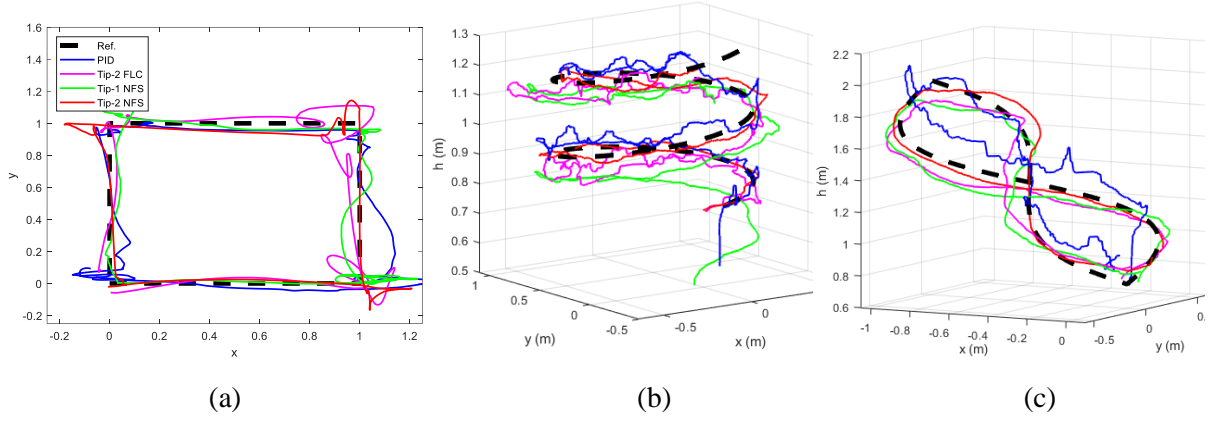 1.6
1.4
1.2
1
0.8
0.6
0.4
0.2
0
-0.2
y
-0.2 0 0.2 0.4 0.6 0.8 1 1.2
x
Ref.
PID
Tip-2 FLC
Tip-1 NFS
Tip-2 NFS
(a)
1.3
1.2
1.1
1
0.9
0.8
0.7
0.6
0.5
h (m)
1 0.5 0 -0.5
y (m)
-0.5 0
x (m)
(b)
2.2
2
1.8
1.6
1.4
1.2
1
0.8
0.6
h (m)
-1 -0.8 -0.6 -0.4 -0.2 0
x (m)
-0.5 0
y (m)
(c)